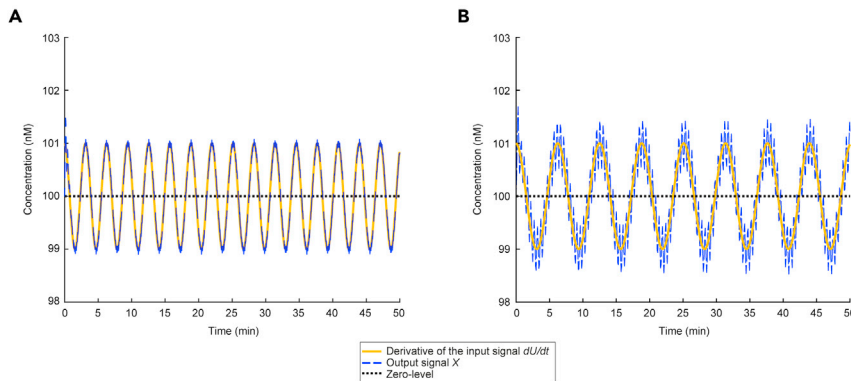 A
103
102
101
100
99
98
Concentration (nM)
0 5 10 15 20 25 30 35 40 45 50
Time (min)
B
103
102
101
100
99
98
Concentration (nM)
0 5 10 15 20 25 30 35 40 45 50
Time (min)
Derivative of the input signal dU/dt
Output signal X
Zero-level